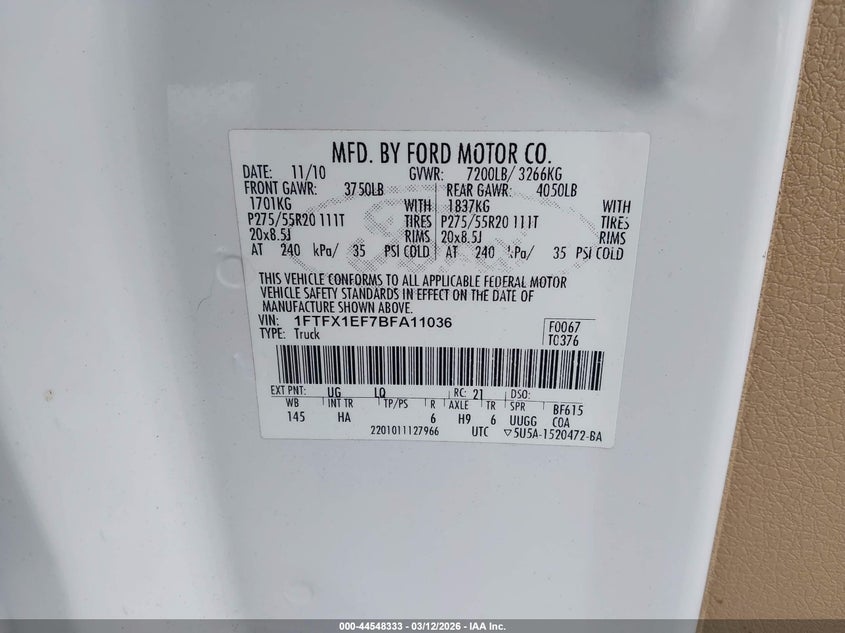 MFD. BY FORD MOTOR CO.
DATE: 11/10 GVWR: 7200LB/ 3266KG
FRONT GAWR: 3750LB REAR GAWR: 4050LB
1701KG WITH 1837KG WITH
P275/55R20 111T TIRES P275/55R20 111T TIRES
20x8.5J RIMS 20x8.5J RIMS
AT 240 kPa/ 35 PSI COLD AT 240 kPa/ 35 PSI COLD
THIS VEHICLE CONFORMS TO ALL APPLICABLE FEDERAL MOTOR
VEHICLE SAFETY STANDARDS IN EFFECT ON THE DATE OF
MANUFACTURE SHOWN ABOVE.
VIN: 1FTFX1EF7BFA11036 F0067
TYPE: Truck T0376
EXT PNT: UG LQ RC: 21 DSO:
WB INT TR TP/PS R AXLE TR SPR BF615
145 HA 6 H9 6 UUGG COA
2201011127966 UTC ▽5U5A-1520472-BA
000-44548333 - 03/12/2026 - IAA Inc.